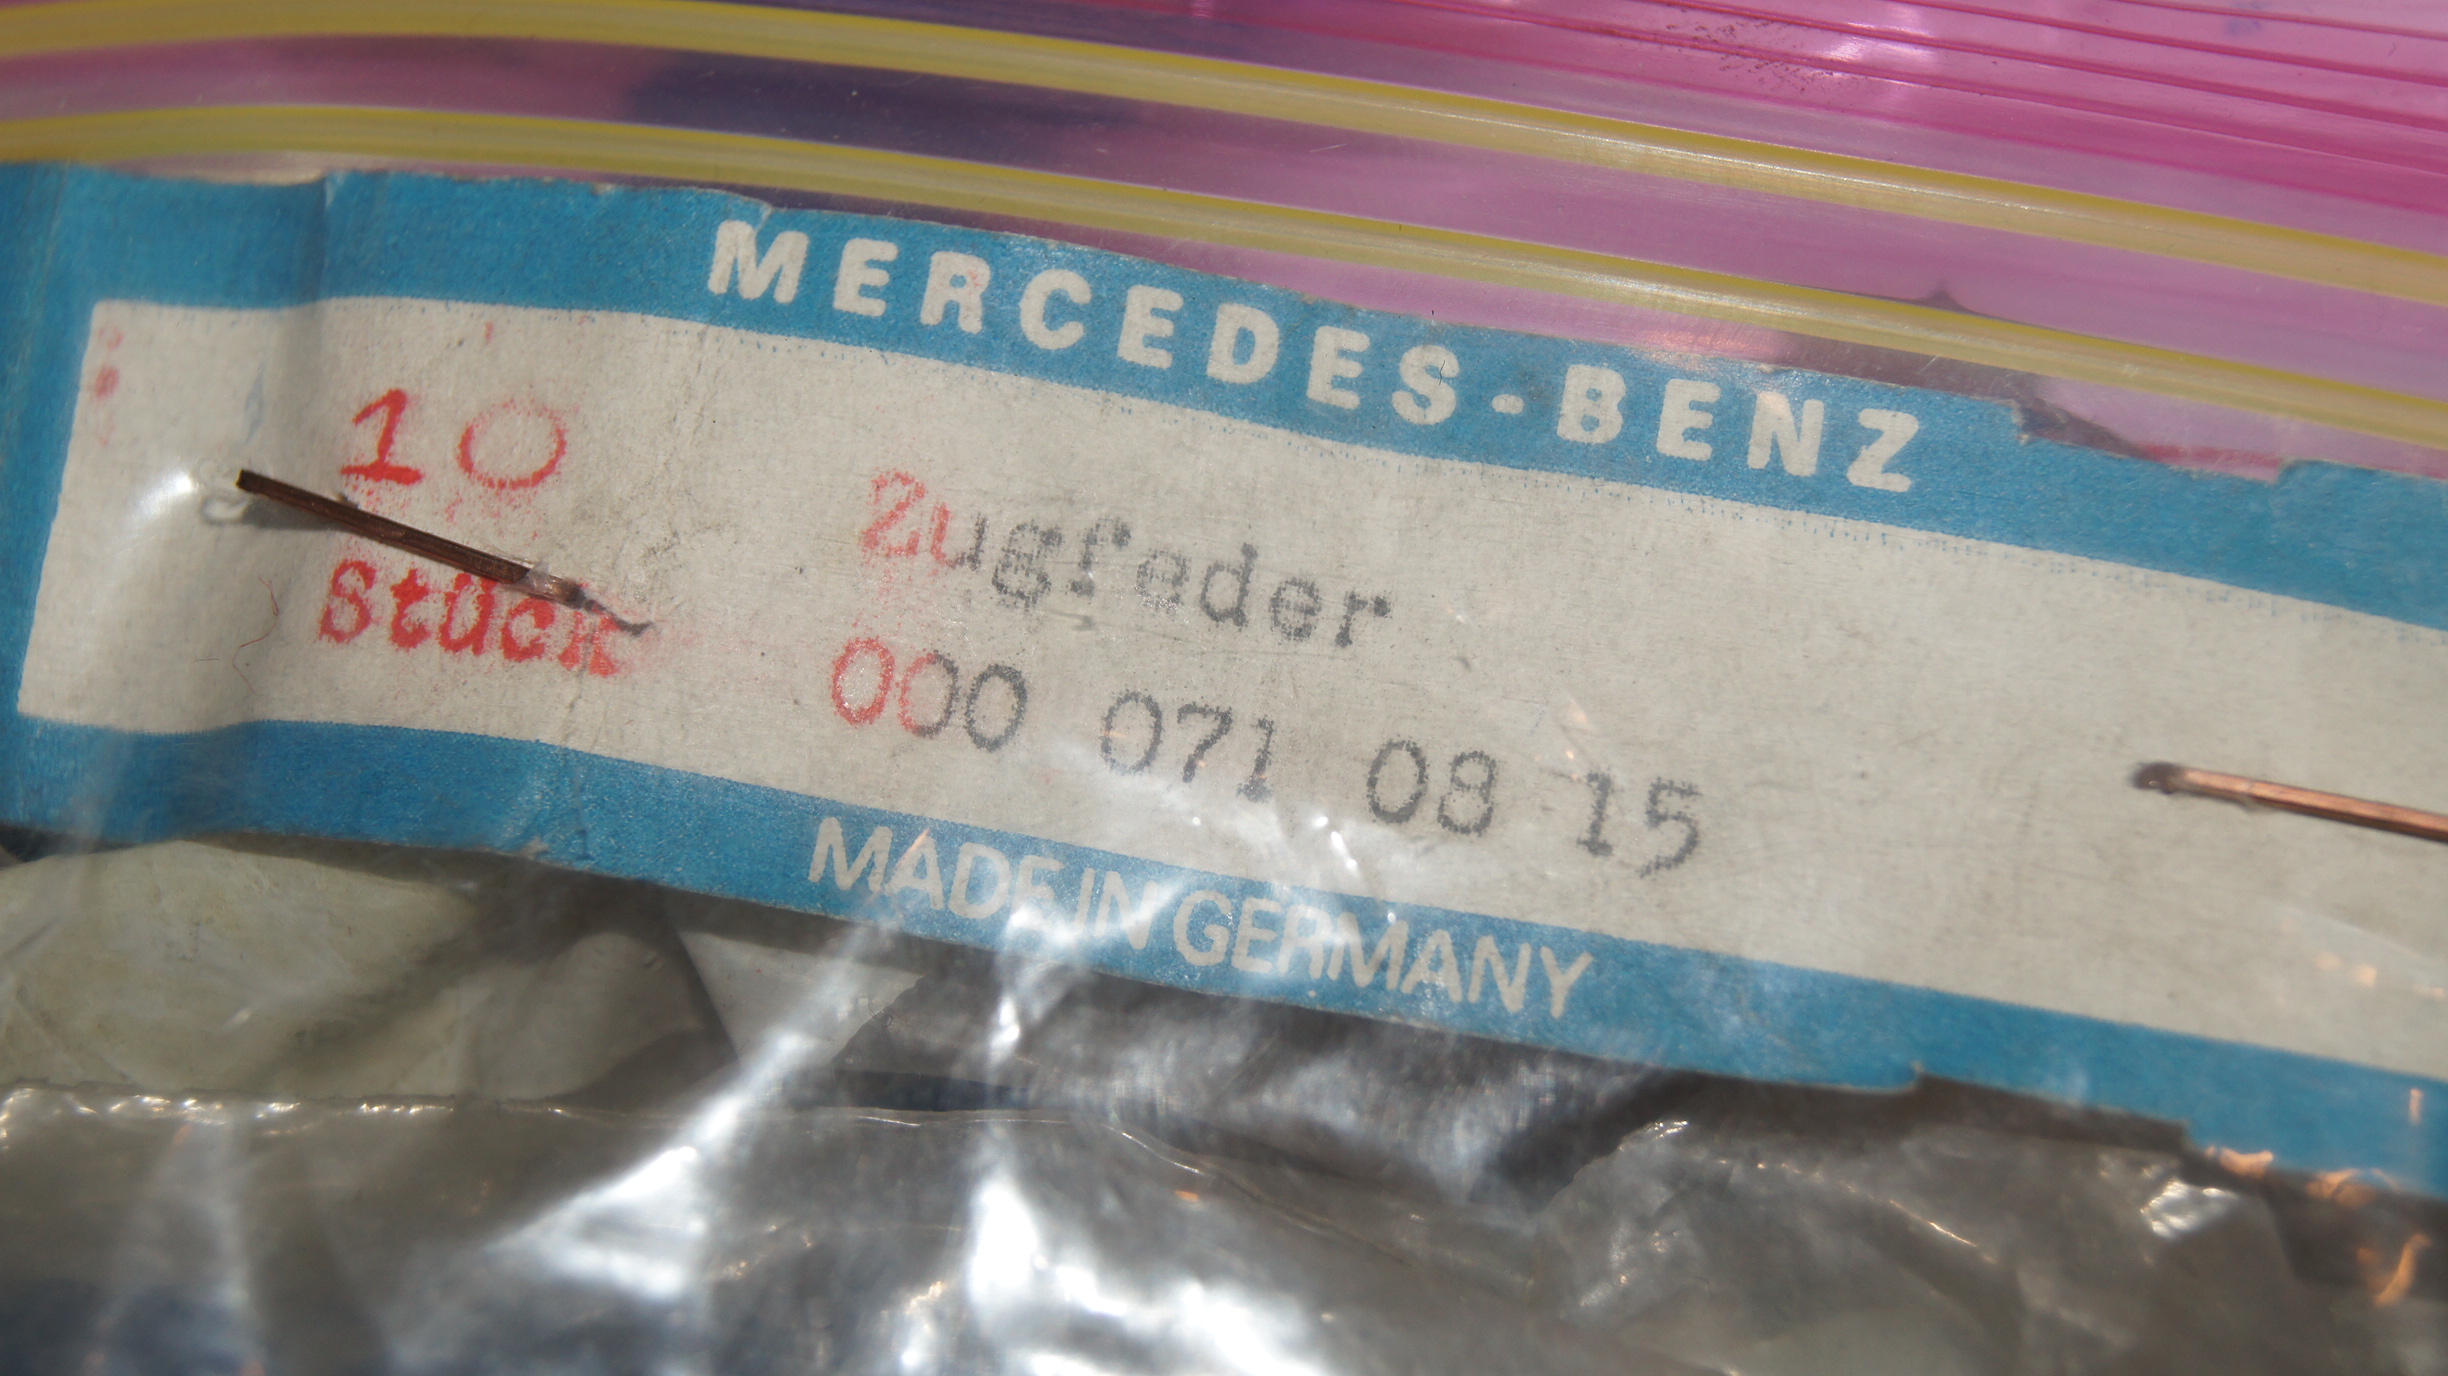 MERCEDES-BENZ
10
Stück
Zugfeder
000 071 08 15
MADE IN GERMANY